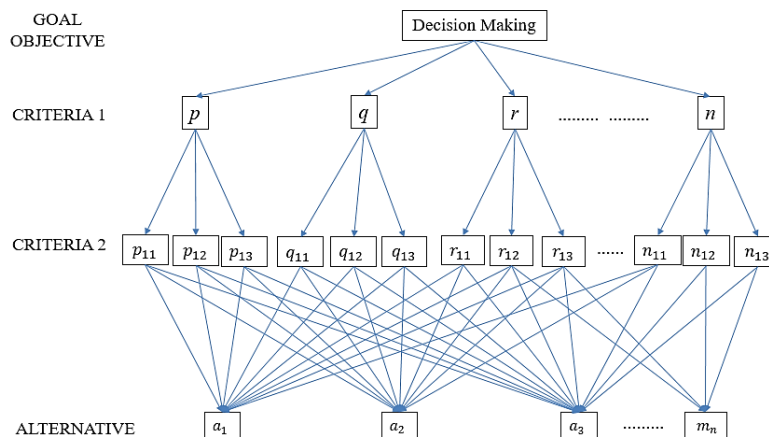 GOAL
OBJECTIVE
Decision Making
CRITERIA 1
p
q
r
......... .........
n
CRITERIA 2
p₁₁
p₁₂
p₁₃
q₁₁
q₁₂
q₁₃
r₁₁
r₁₂
r₁₃
......
n₁₁
n₁₂
n₁₃
ALTERNATIVE
a₁
a₂
a₃
.........
mₙ